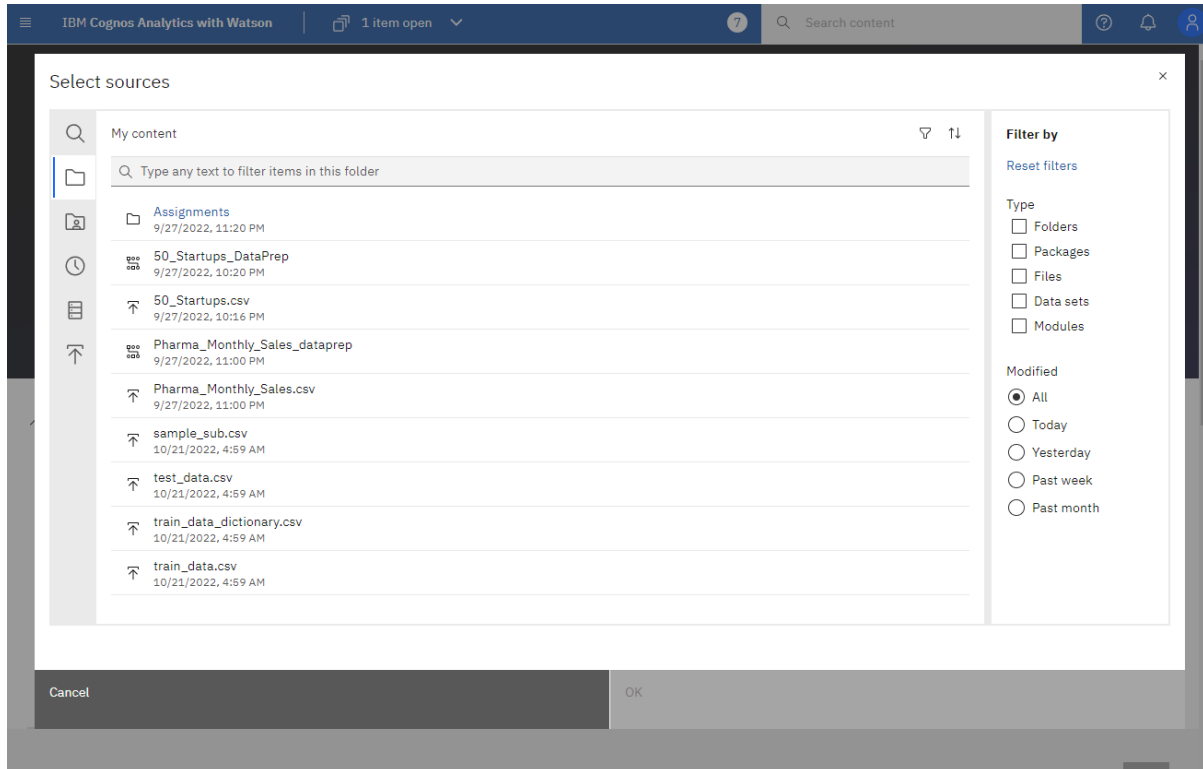 IBM Cognos Analytics with Watson
1 item open
7
Search content
Select sources
My content
Type any text to filter items in this folder
Assignments
9/27/2022, 11:20 PM
50_Startups_DataPrep
9/27/2022, 10:20 PM
50_Startups.csv
9/27/2022, 10:16 PM
Pharma_Monthly_Sales_dataprep
9/27/2022, 11:00 PM
Pharma_Monthly_Sales.csv
9/27/2022, 11:00 PM
sample_sub.csv
10/21/2022, 4:59 AM
test_data.csv
10/21/2022, 4:59 AM
train_data_dictionary.csv
10/21/2022, 4:59 AM
train_data.csv
10/21/2022, 4:59 AM
Filter by
Reset filters
Type
Folders
Packages
Files
Data sets
Modules
Modified
All
Today
Yesterday
Past week
Past month
Cancel
OK